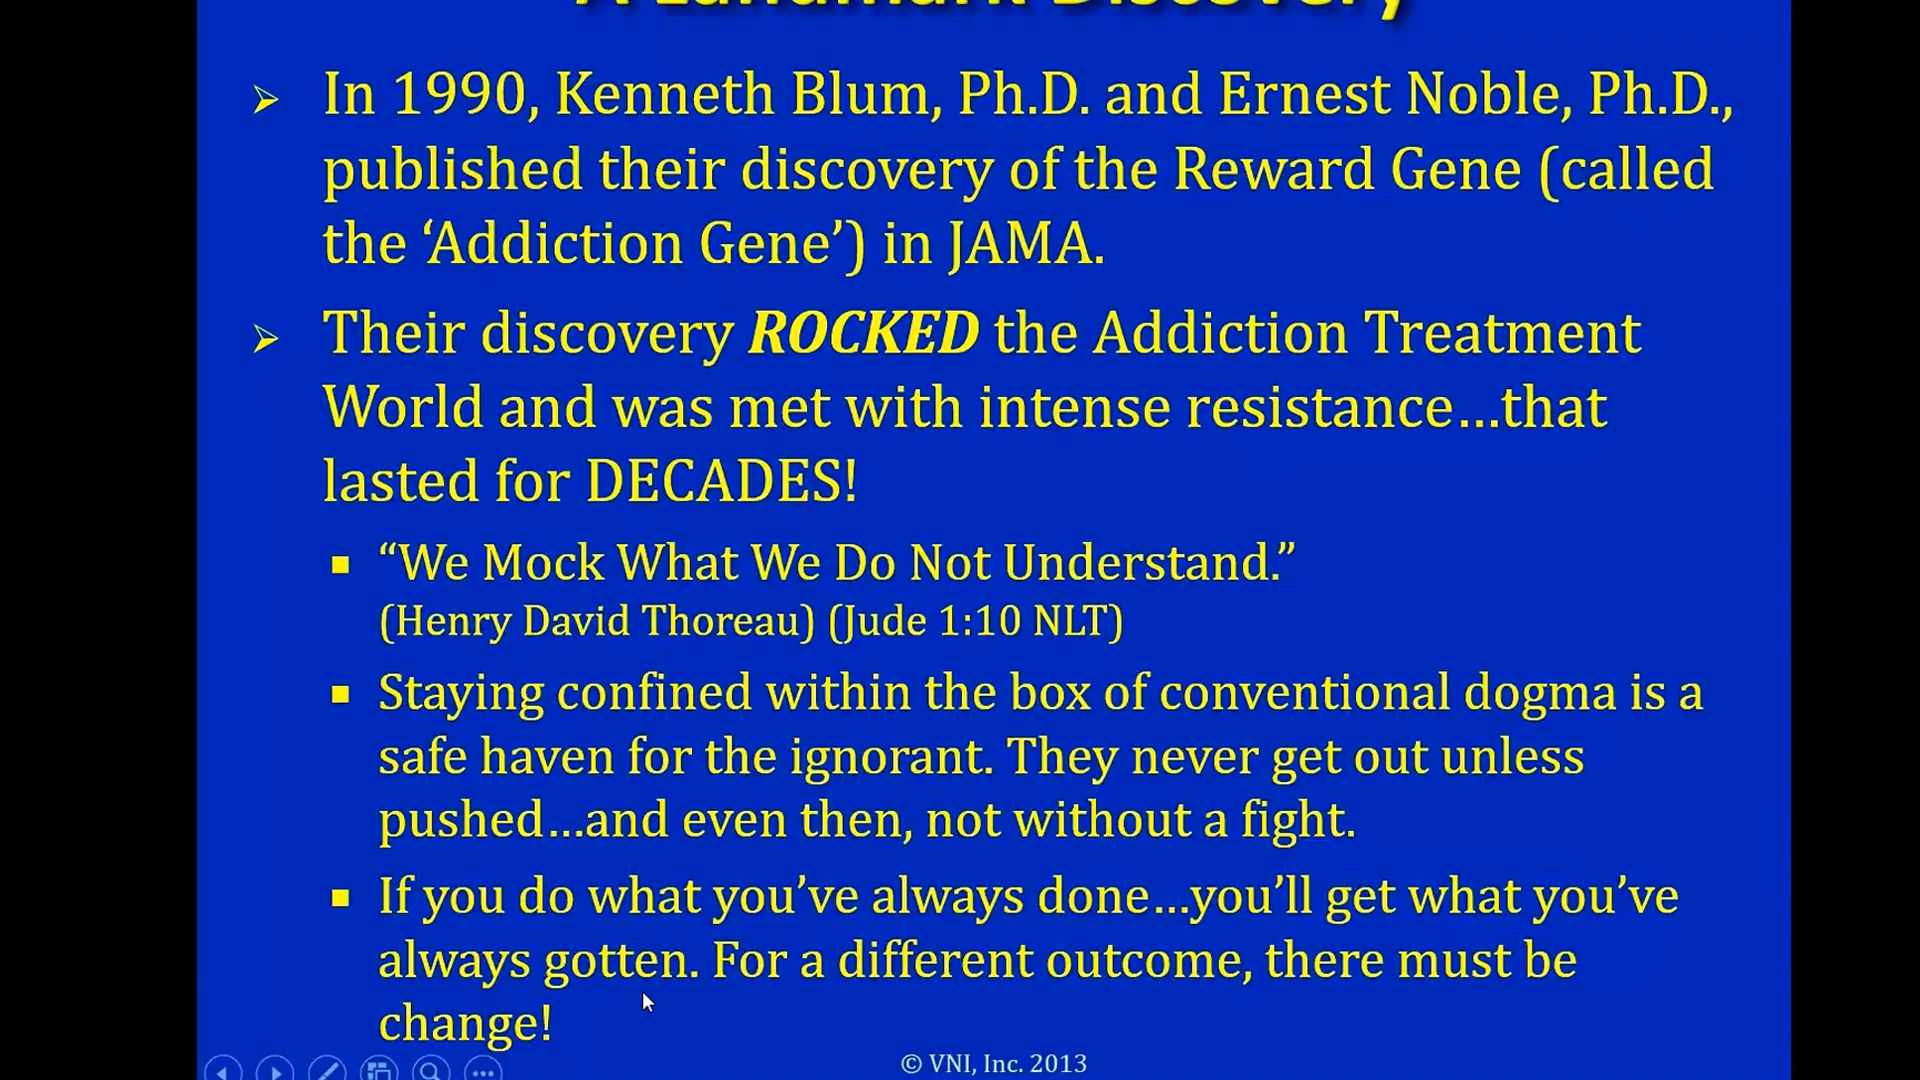 A Landmark Discovery
In 1990, Kenneth Blum, Ph.D. and Ernest Noble, Ph.D.,
published their discovery of the Reward Gene (called
the ‘Addiction Gene’) in JAMA.
Their discovery ROCKED the Addiction Treatment
World and was met with intense resistance…that
lasted for DECADES!
“We Mock What We Do Not Understand.”
(Henry David Thoreau) (Jude 1:10 NLT)
Staying confined within the box of conventional dogma is a
safe haven for the ignorant. They never get out unless
pushed…and even then, not without a fight.
If you do what you’ve always done…you’ll get what you’ve
always gotten. For a different outcome, there must be
change!
© VNI, Inc. 2013